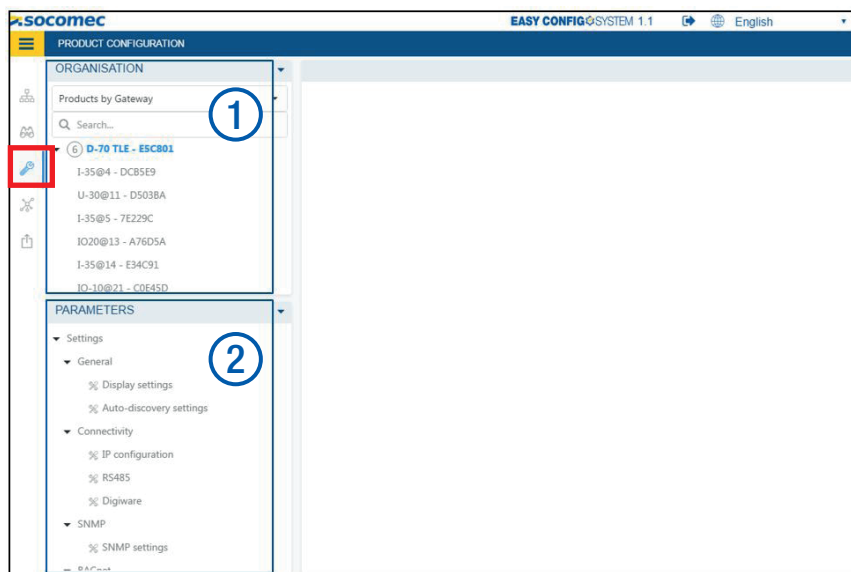 socomec
EASY CONFIG SYSTEM 1.1
English
PRODUCT CONFIGURATION
ORGANISATION
Products by Gateway
1
Search...
6 D-70 TLE - E5C801
I-35@4 - DCB5E9
U-30@11 - D503BA
I-35@5 - 7E229C
IO20@13 - A76D5A
I-35@14 - E34C91
IO-10@21 - C0E45D
PARAMETERS
Settings
2
General
Display settings
Auto-discovery settings
Connectivity
IP configuration
RS485
Digiware
SNMP
SNMP settings
BACnet